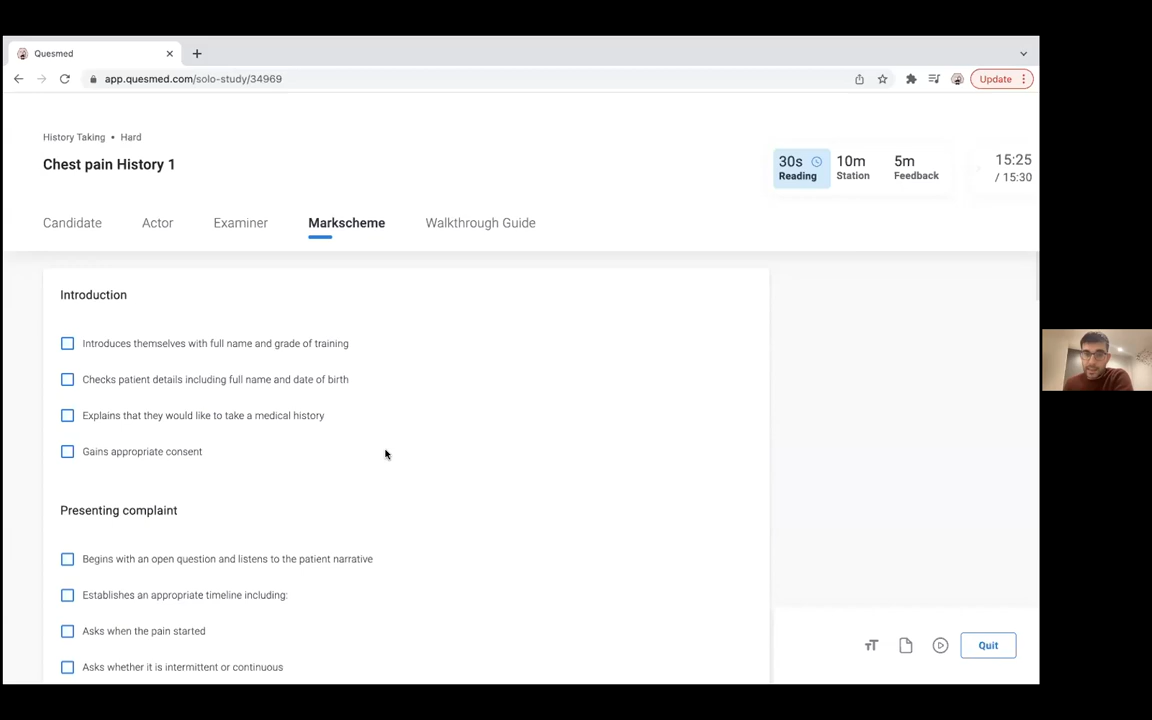 Quesmed
app.quesmed.com/solo-study/34969
Update
History Taking • Hard
Chest pain History 1
30s
Reading
10m
Station
5m
Feedback
15:25
/ 15:30
Candidate
Actor
Examiner
Markscheme
Walkthrough Guide
Introduction
Introduces themselves with full name and grade of training
Checks patient details including full name and date of birth
Explains that they would like to take a medical history
Gains appropriate consent
Presenting complaint
Begins with an open question and listens to the patient narrative
Establishes an appropriate timeline including:
Asks when the pain started
Asks whether it is intermittent or continuous
TT
Quit